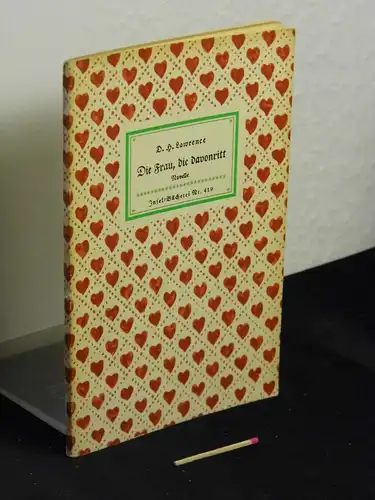 D. H. Lawrence
Die Frau, die davonritt
Novelle
Insel-Bücherei Nr. 419